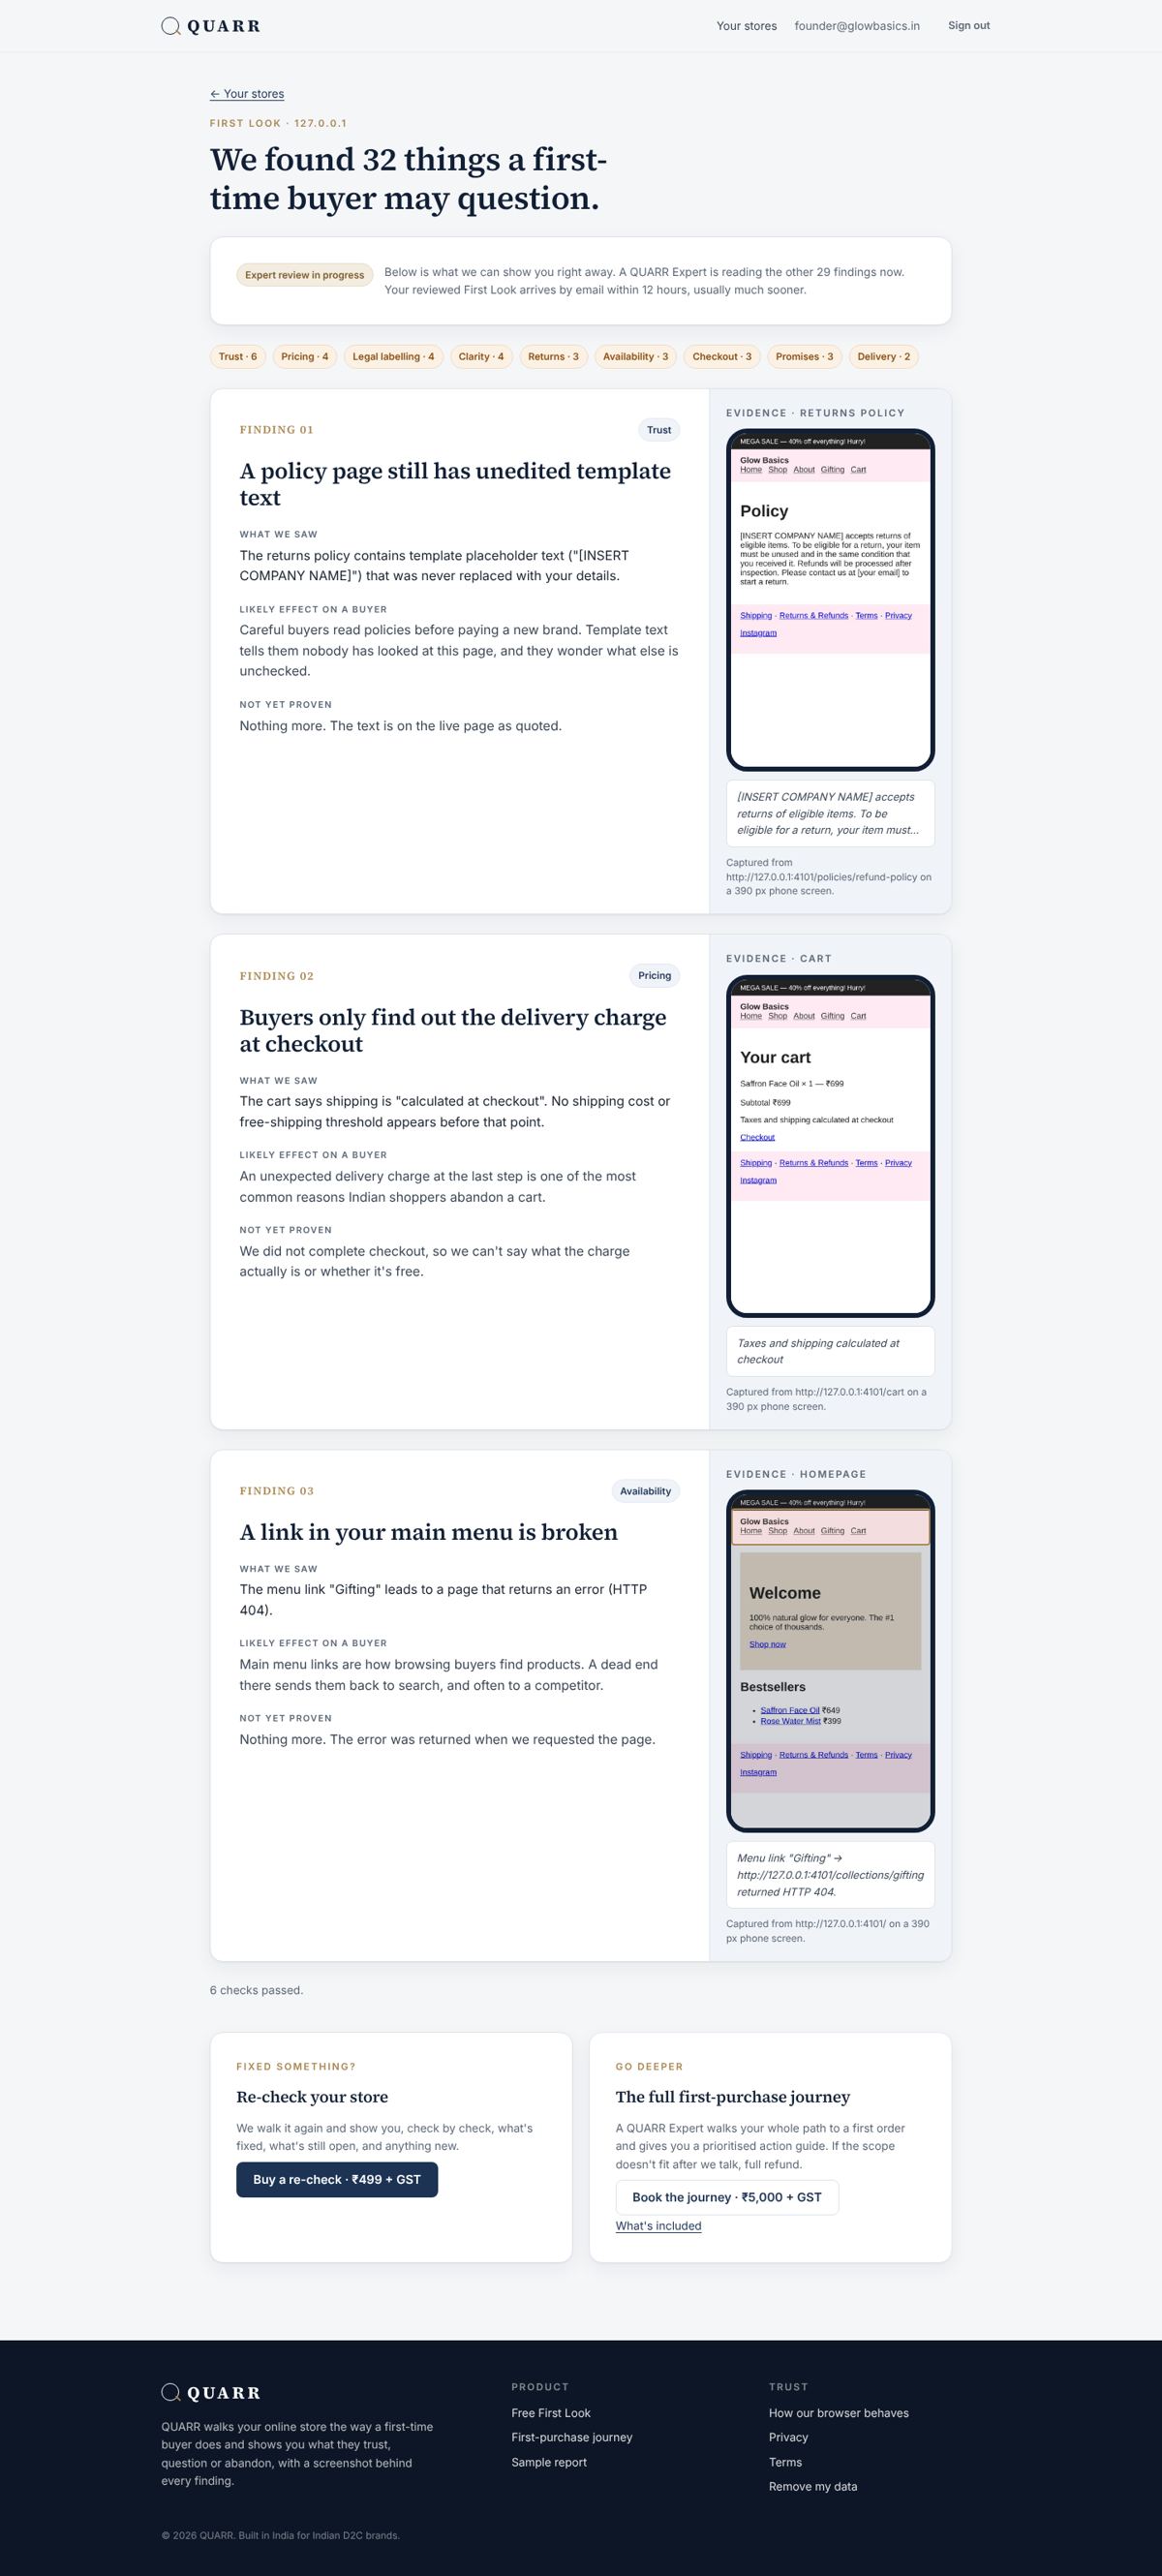 QUARR
Your stores
founder@glowbasics.in
Sign out
← Your stores
FIRST LOOK · 127.0.0.1
We found 32 things a first-
time buyer may question.
Expert review in progress
Below is what we can show you right away. A QUARR Expert is reading the other 29 findings now.
Your reviewed First Look arrives by email within 12 hours, usually much sooner.
Trust · 6
Pricing · 4
Legal labelling · 4
Clarity · 4
Returns · 3
Availability · 3
Checkout · 3
Promises · 3
Delivery · 2
FINDING 01
Trust
A policy page still has unedited template
text
WHAT WE SAW
The returns policy contains template placeholder text ("[INSERT
COMPANY NAME]") that was never replaced with your details.
LIKELY EFFECT ON A BUYER
Careful buyers read policies before paying a new brand. Template text
tells them nobody has looked at this page, and they wonder what else is
unchecked.
NOT YET PROVEN
Nothing more. The text is on the live page as quoted.
EVIDENCE · RETURNS POLICY
MEGA SALE — 40% off everything! Hurry!
Glow Basics
Home Shop About Gifting Cart
Policy
[INSERT COMPANY NAME] accepts returns of
eligible items. To be eligible for a return, your item
must be unused and in the same condition that
you received it. Refunds will be processed after
inspection. Please contact us at [your email] to
start a return.
Shipping · Returns & Refunds · Terms · Privacy
Instagram
[INSERT COMPANY NAME] accepts
returns of eligible items. To be
eligible for a return, your item must...
Captured from
http://127.0.0.1:4101/policies/refund-policy on
a 390 px phone screen.
FINDING 02
Pricing
Buyers only find out the delivery charge
at checkout
WHAT WE SAW
The cart says shipping is "calculated at checkout". No shipping cost or
free-shipping threshold appears before that point.
LIKELY EFFECT ON A BUYER
An unexpected delivery charge at the last step is one of the most
common reasons Indian shoppers abandon a cart.
NOT YET PROVEN
We did not complete checkout, so we can't say what the charge
actually is or whether it's free.
EVIDENCE · CART
MEGA SALE — 40% off everything! Hurry!
Glow Basics
Home Shop About Gifting Cart
Your cart
Saffron Face Oil × 1 — ₹699
Subtotal ₹699
Taxes and shipping calculated at checkout
Checkout
Shipping · Returns & Refunds · Terms · Privacy
Instagram
Taxes and shipping calculated at
checkout
Captured from http://127.0.0.1:4101/cart on a
390 px phone screen.
FINDING 03
Availability
A link in your main menu is broken
WHAT WE SAW
The menu link "Gifting" leads to a page that returns an error (HTTP
404).
LIKELY EFFECT ON A BUYER
Main menu links are how browsing buyers find products. A dead end
there sends them back to search, and often to a competitor.
NOT YET PROVEN
Nothing more. The error was returned when we requested the page.
EVIDENCE · HOMEPAGE
MEGA SALE — 40% off everything! Hurry!
Glow Basics
Home Shop About Gifting Cart
Welcome
100% natural glow for everyone. The #1
choice of thousands.
Shop now
Bestsellers
• Saffron Face Oil ₹649
• Rose Water Mist ₹399
Shipping · Returns & Refunds · Terms · Privacy
Instagram
Menu link "Gifting" →
http://127.0.0.1:4101/collections/gifting
returned HTTP 404.
Captured from http://127.0.0.1:4101/ on a 390
px phone screen.
6 checks passed.
FIXED SOMETHING?
Re-check your store
We walk it again and show you, check by check, what's
fixed, what's still open, and anything new.
Buy a re-check · ₹499 + GST
GO DEEPER
The full first-purchase journey
A QUARR Expert walks your whole path to a first order
and gives you a prioritised action guide. If the scope
doesn't fit after we talk, full refund.
Book the journey · ₹5,000 + GST
What's included
QUARR
QUARR walks your online store the way a first-time
buyer does and shows you what they trust,
question or abandon, with a screenshot behind
every finding.
PRODUCT
Free First Look
First-purchase journey
Sample report
TRUST
How our browser behaves
Privacy
Terms
Remove my data
© 2026 QUARR. Built in India for Indian D2C brands.